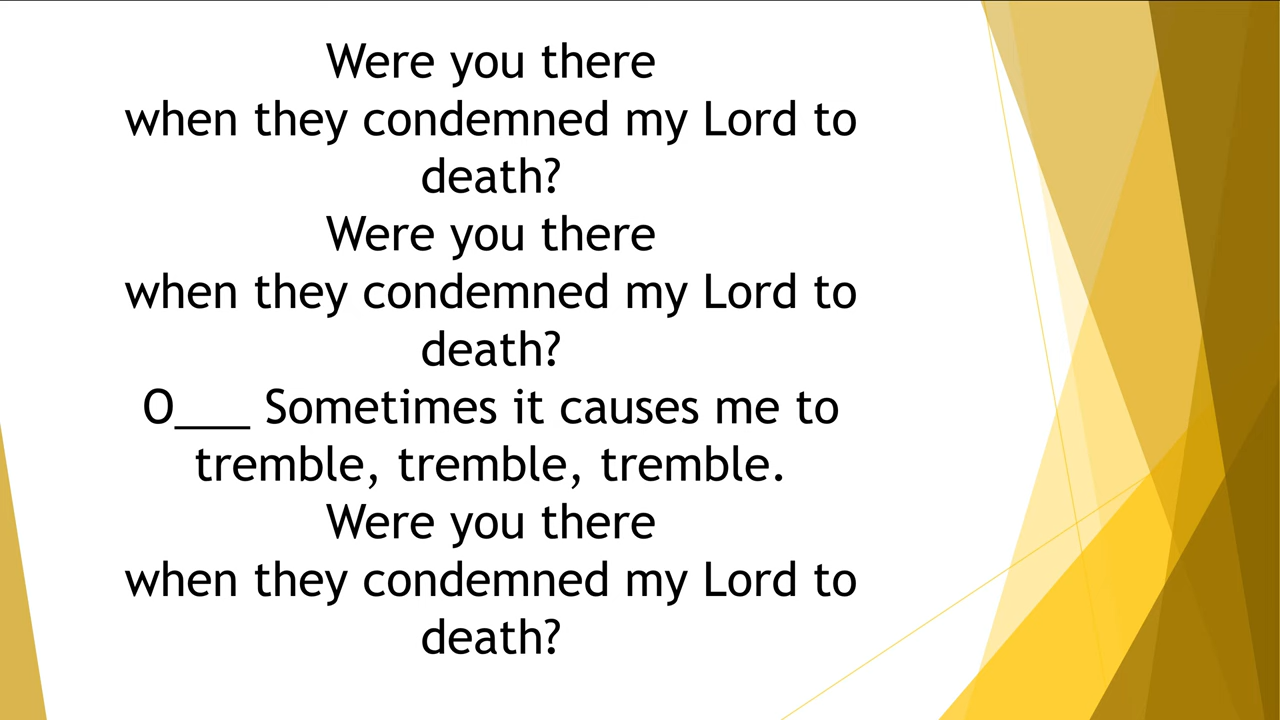 Were you there
when they condemned my Lord to
death?
Were you there
when they condemned my Lord to
death?
O___ Sometimes it causes me to
tremble, tremble, tremble.
Were you there
when they condemned my Lord to
death?